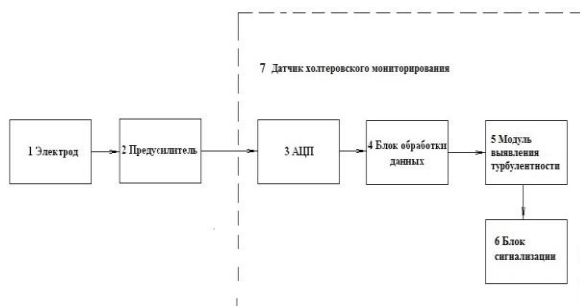 7 Датчик холтеровского мониторирования
1 Электрод
2 Предусилитель
3 АЦП
4 Блок обработки
данных
5 Модуль
выявления
турбулентности
6 Блок
сигнализации